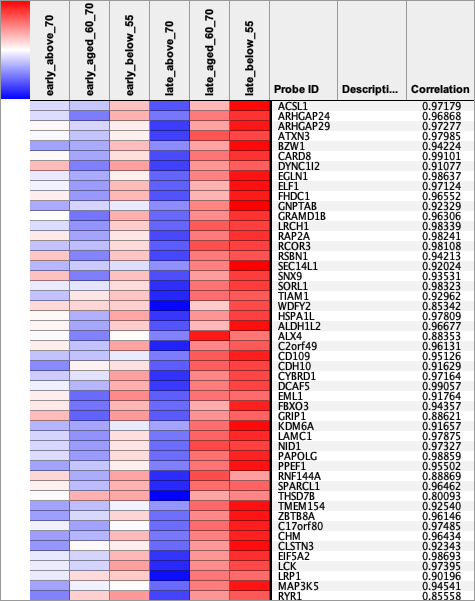 early_above_70 early_aged_60_70 early_below_55 late_above_70 late_aged_60_70 late_below_55 Probe ID Descripti... Correlation
ACSL1 0.97179
ARHGAP24 0.96868
ARHGAP29 0.97277
ATXN3 0.97985
BZW1 0.94224
CARD8 0.99101
DYNC1I2 0.91077
EGLN1 0.98637
ELF1 0.97124
FHDC1 0.96552
GNPTAB 0.92329
GRAMD1B 0.96306
LRCH1 0.98339
RAP2A 0.98241
RCOR3 0.98108
RSBN1 0.94213
SEC14L1 0.92024
SNX9 0.93531
SORL1 0.98323
TIAM1 0.92962
WDFY2 0.85342
HSPA1L 0.97809
ALDH1L2 0.96677
ALX4 0.88353
C2orf49 0.96131
CD109 0.95126
CDH10 0.91629
CYBRD1 0.97164
DCAF5 0.99057
EML1 0.91764
FBXO3 0.94357
GRIP1 0.88621
KDM6A 0.91657
LAMC1 0.97875
NID1 0.97327
PAPOLG 0.98859
PPEF1 0.95502
RNF144A 0.88869
SPARCL1 0.96462
THSD7B 0.80093
TMEM154 0.92540
ZBTB8A 0.96146
C17orf80 0.97485
CHM 0.96434
CLSTN3 0.92343
EIF5A2 0.98693
LCK 0.97395
LRP1 0.90196
MAP3K5 0.94541
RYR1 0.85558